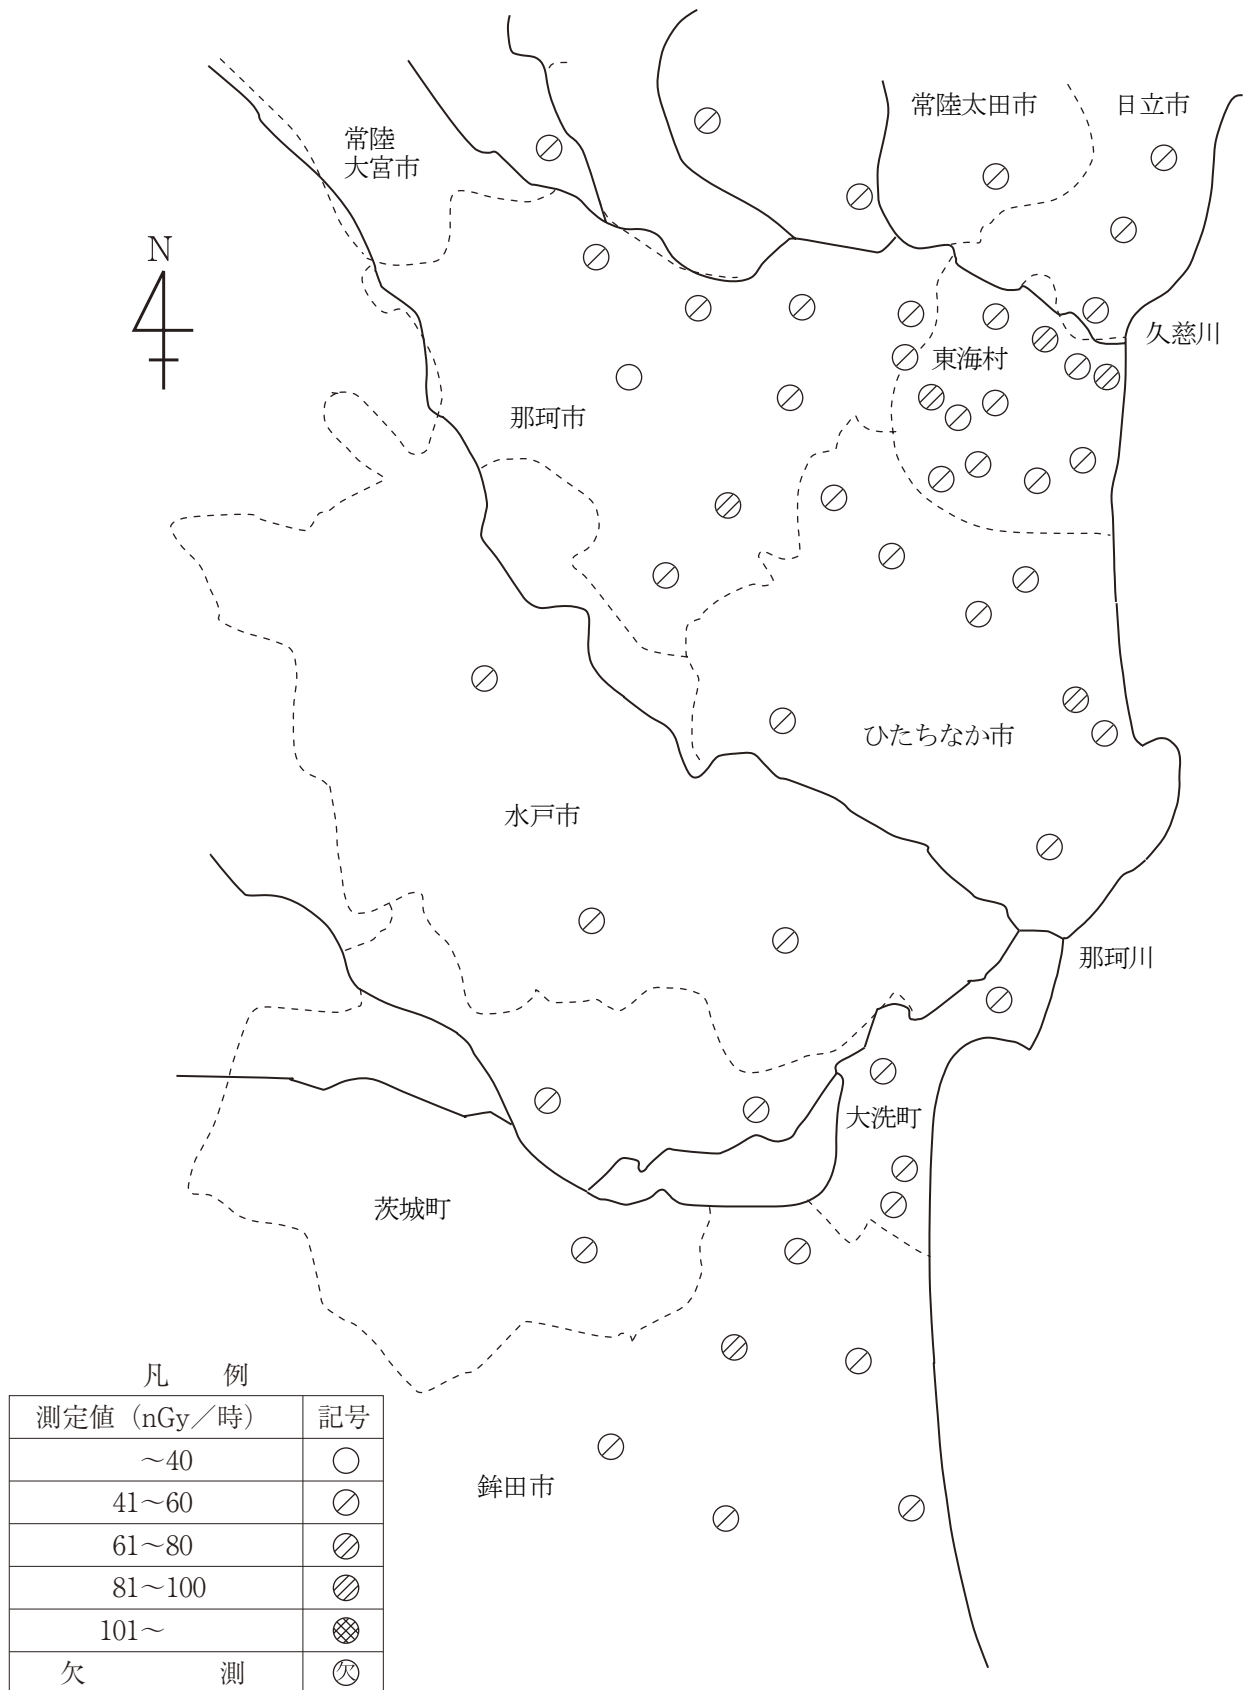 常陸太田市
日立市
常陸
大宮市
N
久慈川
東海村
那珂市
ひたちなか市
水戸市
那珂川
大洗町
茨城町
鉾田市
凡 例
測定値（nGy／時） 記号
～40
41～60
61～80
81～100
101～
欠 測 欠